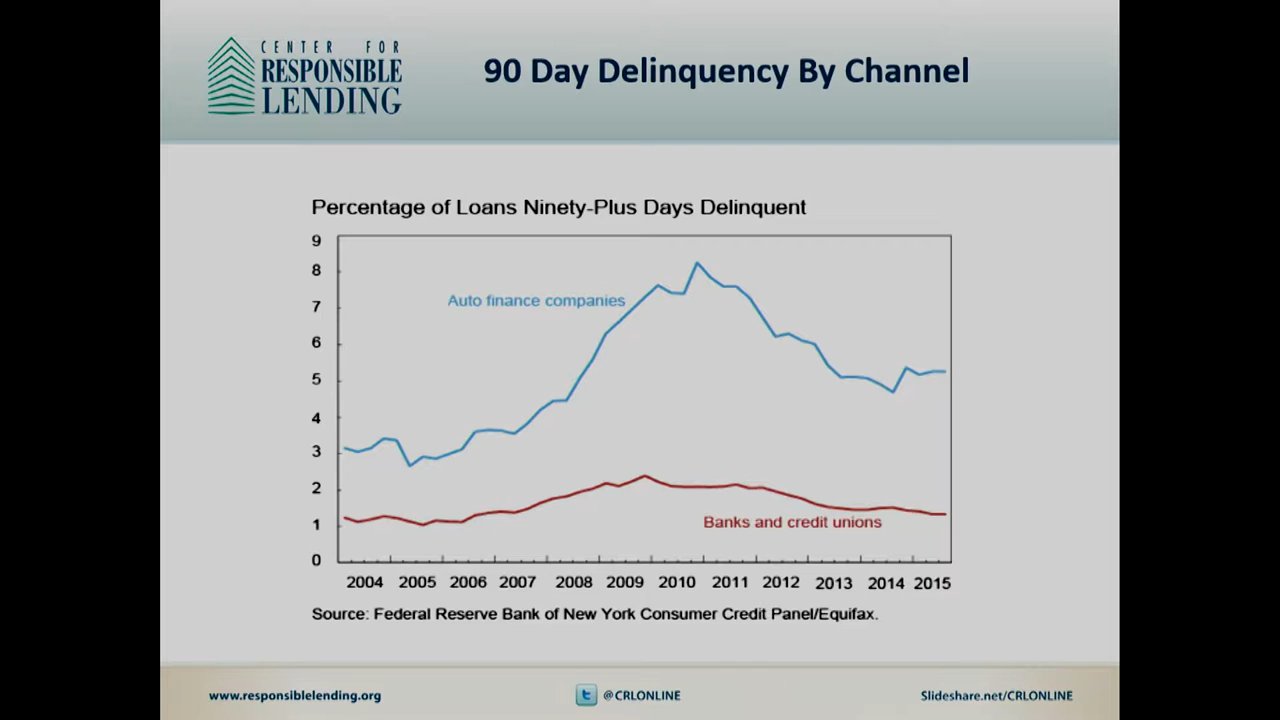 CENTER FOR
RESPONSIBLE
LENDING
90 Day Delinquency By Channel
Percentage of Loans Ninety-Plus Days Delinquent
9
8
7
6
5
4
3
2
1
0
Auto finance companies
Banks and credit unions
2004 2005 2006 2007 2008 2009 2010 2011 2012 2013 2014 2015
Source: Federal Reserve Bank of New York Consumer Credit Panel/Equifax.
www.responsiblelending.org @CRLONLINE Slideshare.net/CRLONLINE